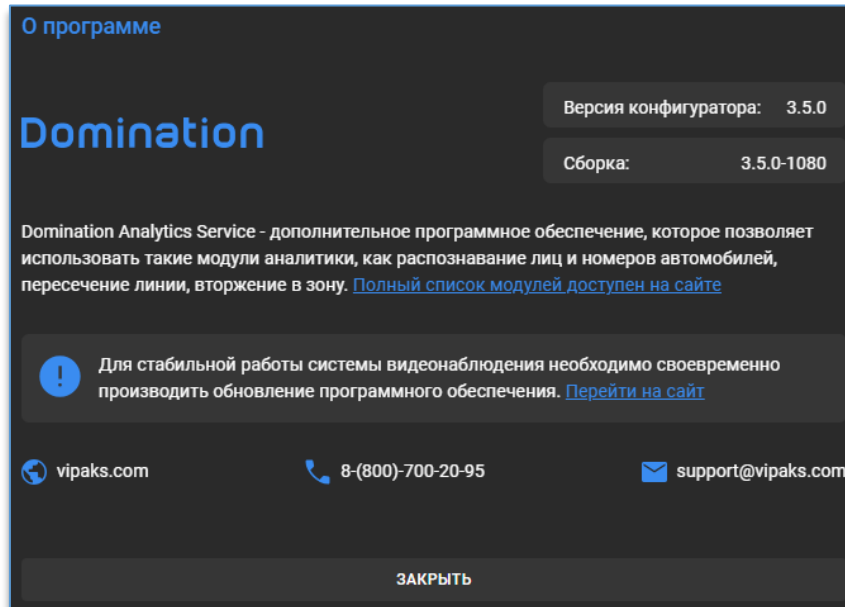 О программе
Domination
Версия конфигуратора: 3.5.0
Сборка: 3.5.0-1080
Domination Analytics Service - дополнительное программное обеспечение, которое позволяет
использовать такие модули аналитики, как распознавание лиц и номеров автомобилей,
пересечение линии, вторжение в зону. Полный список модулей доступен на сайте
Для стабильной работы системы видеонаблюдения необходимо своевременно
производить обновление программного обеспечения. Перейти на сайт
vipaks.com
8-(800)-700-20-95
support@vipaks.com
ЗАКРЫТЬ